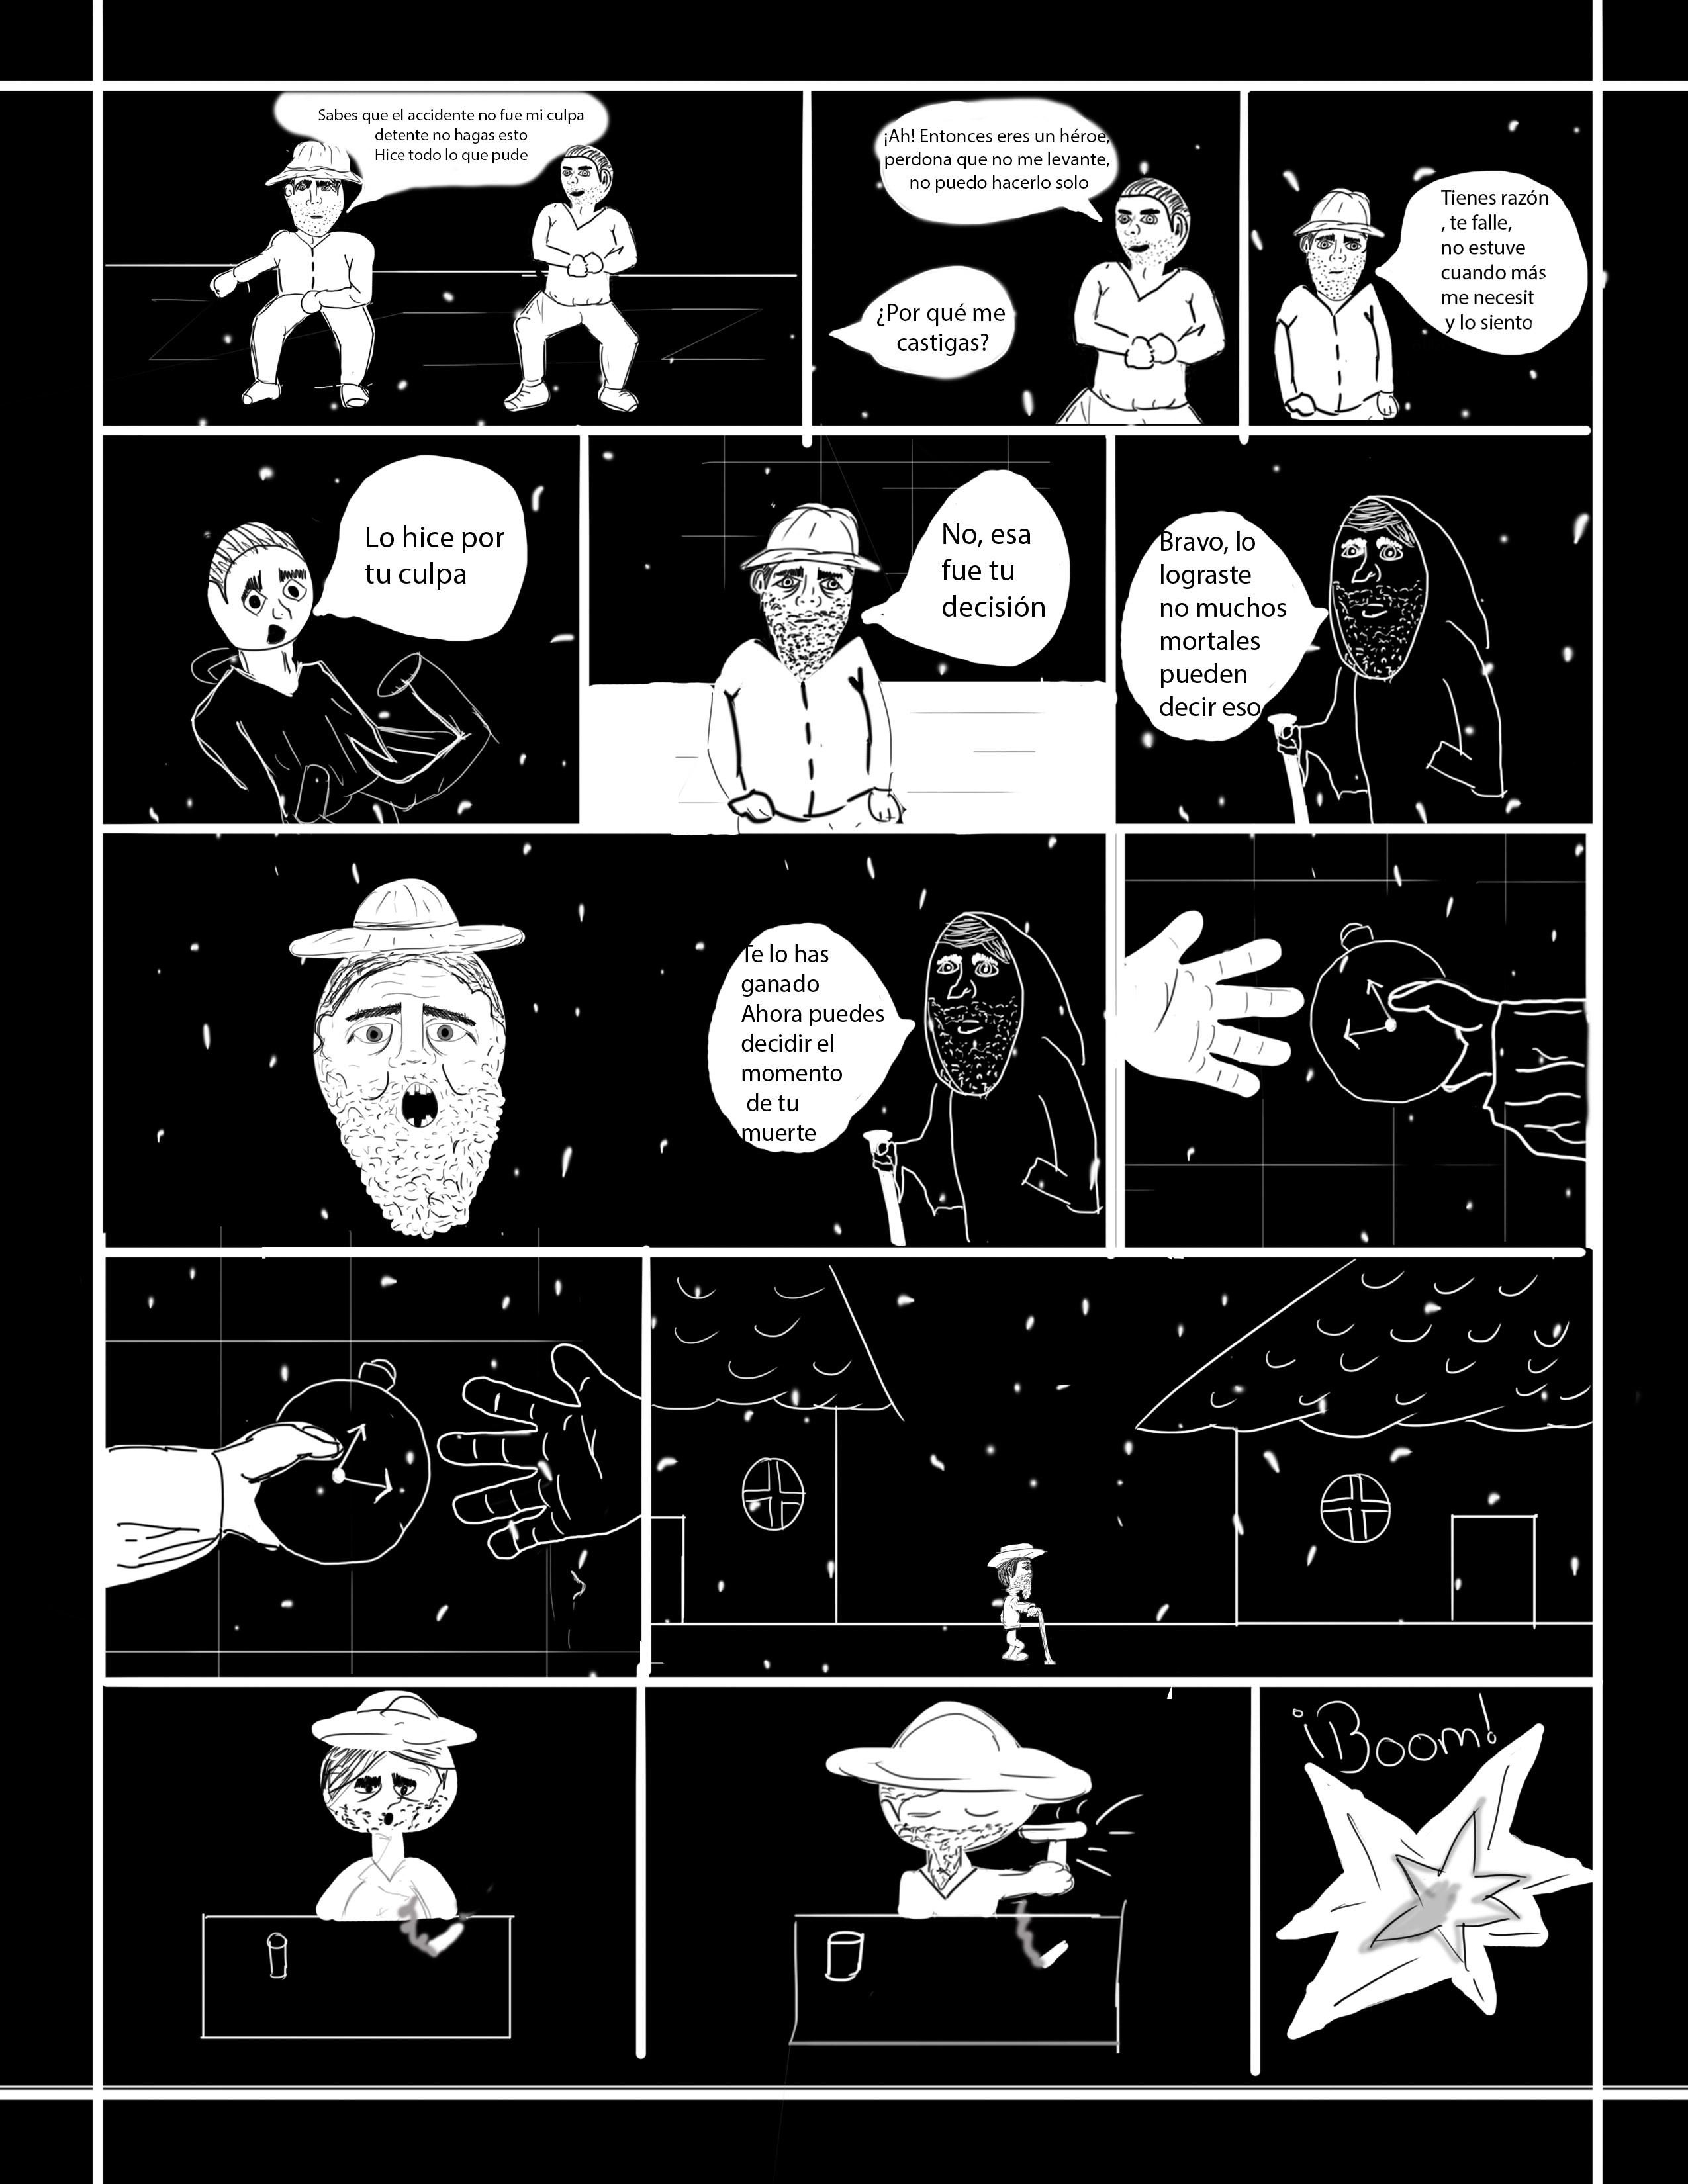 Sabes que el accidente no fue mi culpa
detente no hagas esto
Hice todo lo que pude
¡Ah! Entonces eres un héroe,
perdona que no me levante,
no puedo hacerlo solo
¿Por qué me
castigas?
Tienes razón
, te falle,
no estuve
cuando más
me necesit
y lo siento
Lo hice por
tu culpa
No, esa
fue tu
decisión
Bravo, lo
lograste
no muchos
mortales
pueden
decir eso
Te lo has
ganado
Ahora puedes
decidir el
momento
de tu
muerte
¡Boom!